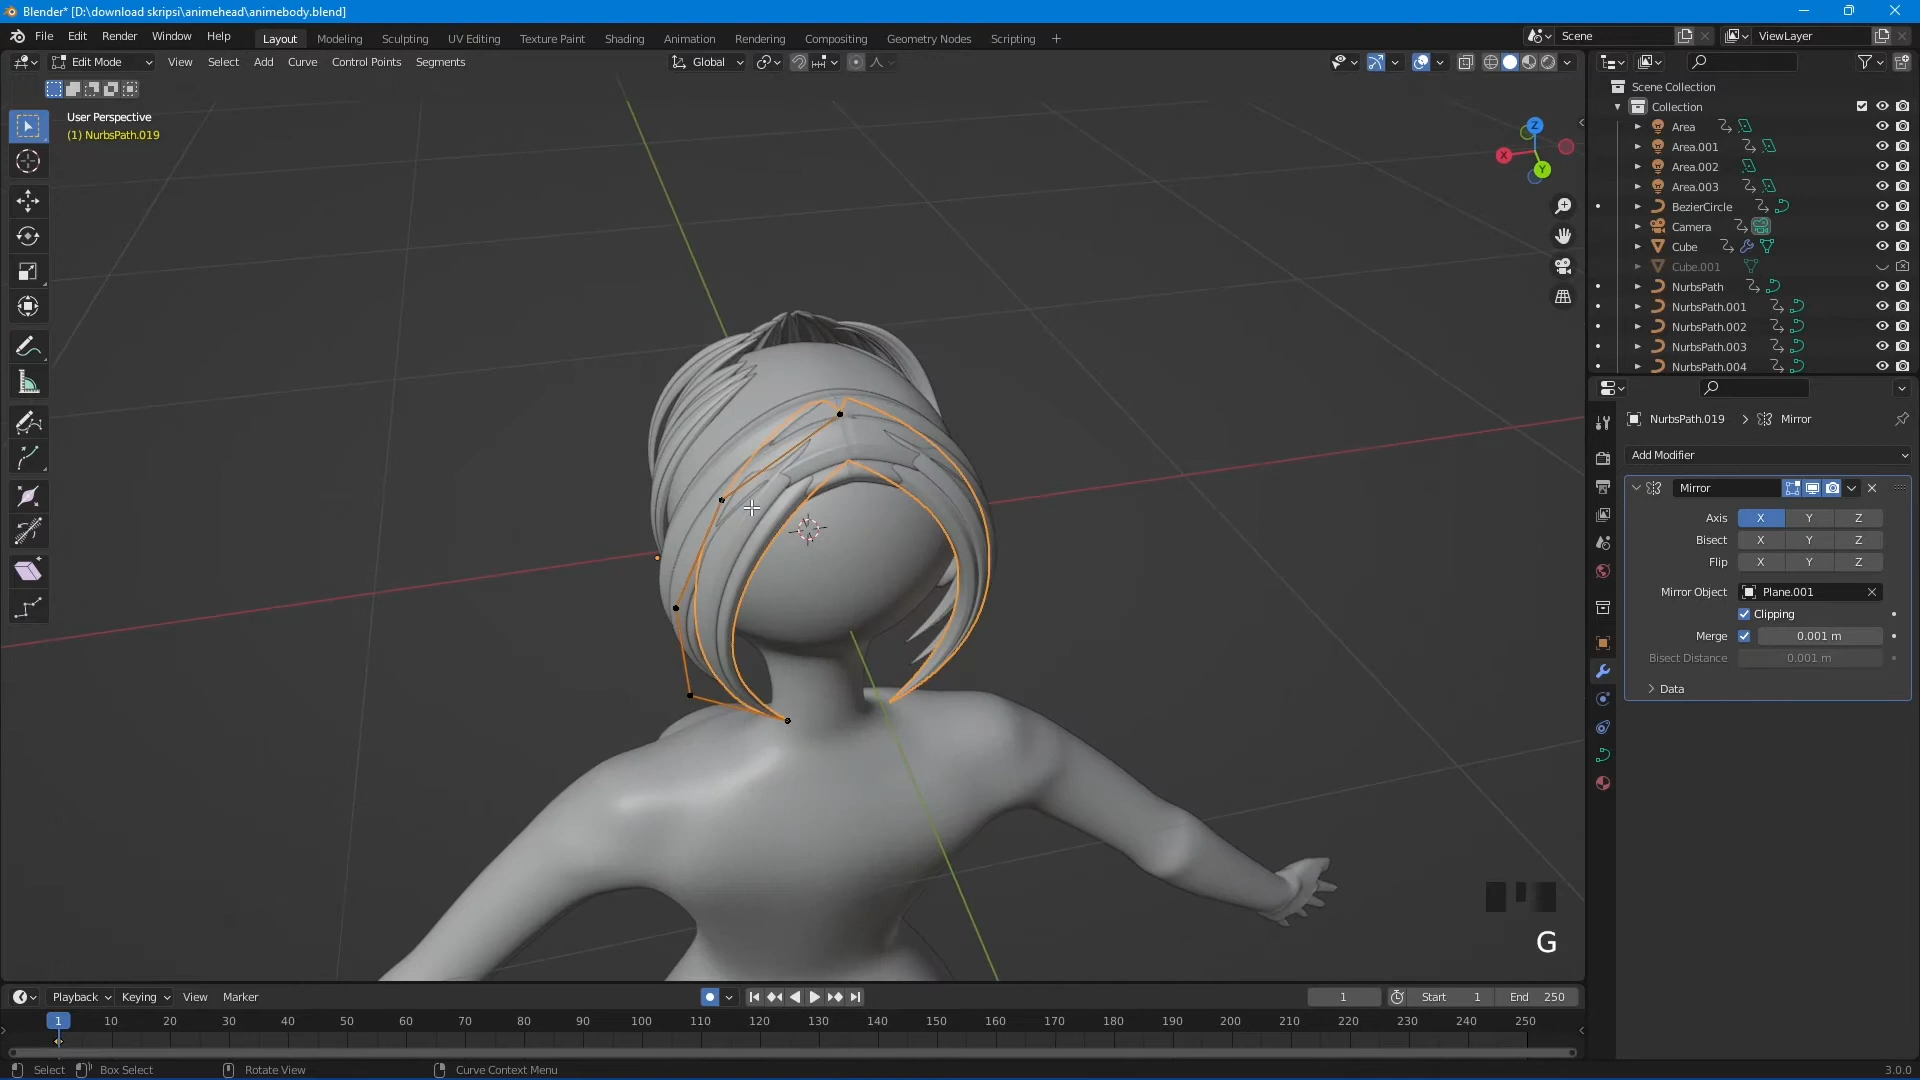 Blender* [D:\download skripsi\animehead\animebody.blend]
File Edit Render Window Help Layout Modeling Sculpting UV Editing Texture Paint Shading Animation Rendering Compositing Geometry Nodes Scripting + Scene ViewLayer
Edit Mode View Select Add Curve Control Points Segments Global
User Perspective
(1) NurbsPath.019
Z
X
Y
G
Scene Collection
Collection
Area
Area.001
Area.002
Area.003
BezierCircle
Camera
Cube
Cube.001
NurbsPath
NurbsPath.001
NurbsPath.002
NurbsPath.003
NurbsPath.004
NurbsPath.019 > Mirror
Add Modifier
Mirror
Axis X Y Z
Bisect X Y Z
Flip X Y Z
Mirror Object Plane.001
Clipping
Merge 0.001 m
Bisect Distance 0.001 m
Data
Playback Keying View Marker 1 Start 1 End 250
1 10 20 30 40 50 60 70 80 90 100 110 120 130 140 150 160 170 180 190 200 210 220 230 240 250
Select Box Select Rotate View Curve Context Menu 3.0.0